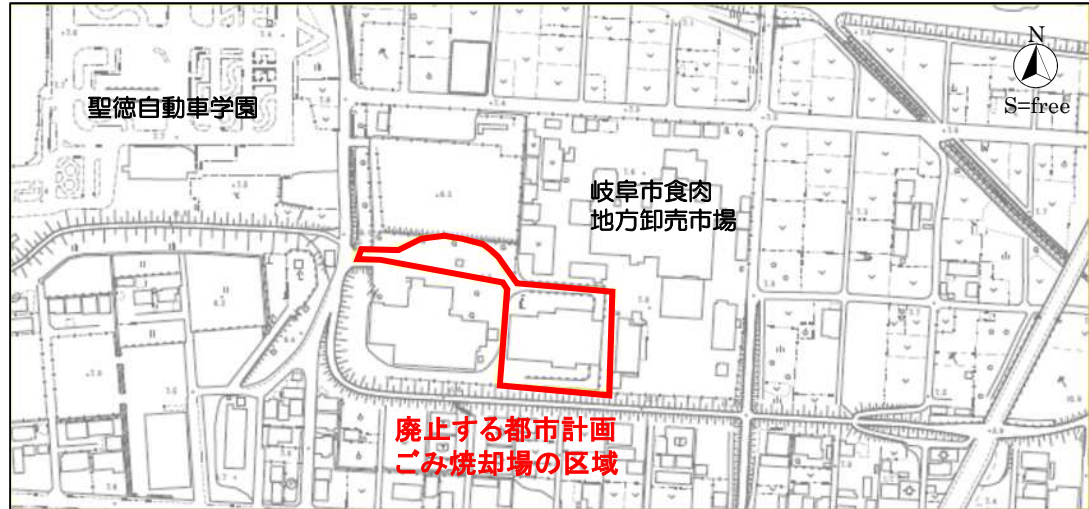 聖徳自動車学園
N
S=free
岐阜市食肉
地方卸売市場
廃止する都市計画
ごみ焼却場の区域